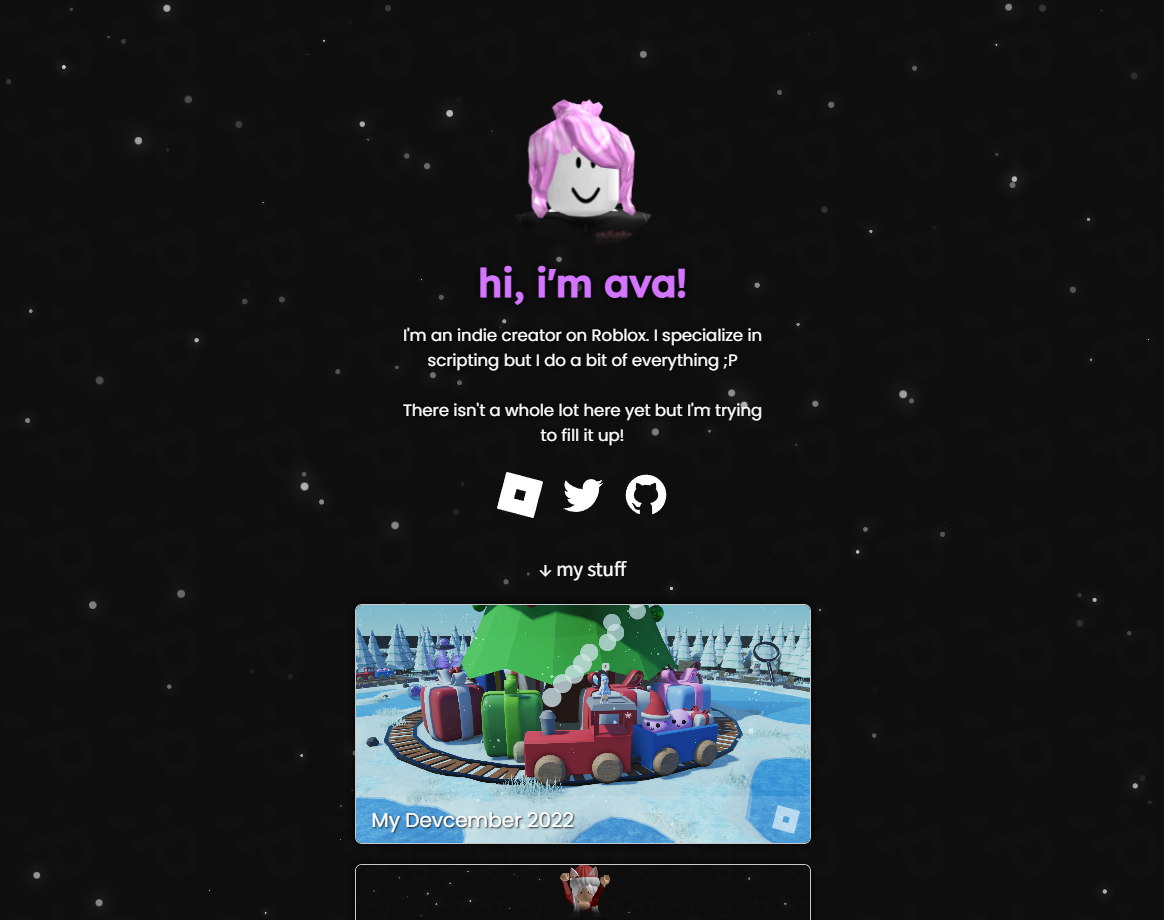 hi, i'm ava!
I'm an indie creator on Roblox. I specialize in
scripting but I do a bit of everything ;P
There isn't a whole lot here yet but I'm trying
to fill it up!
↓ my stuff
My Devcember 2022